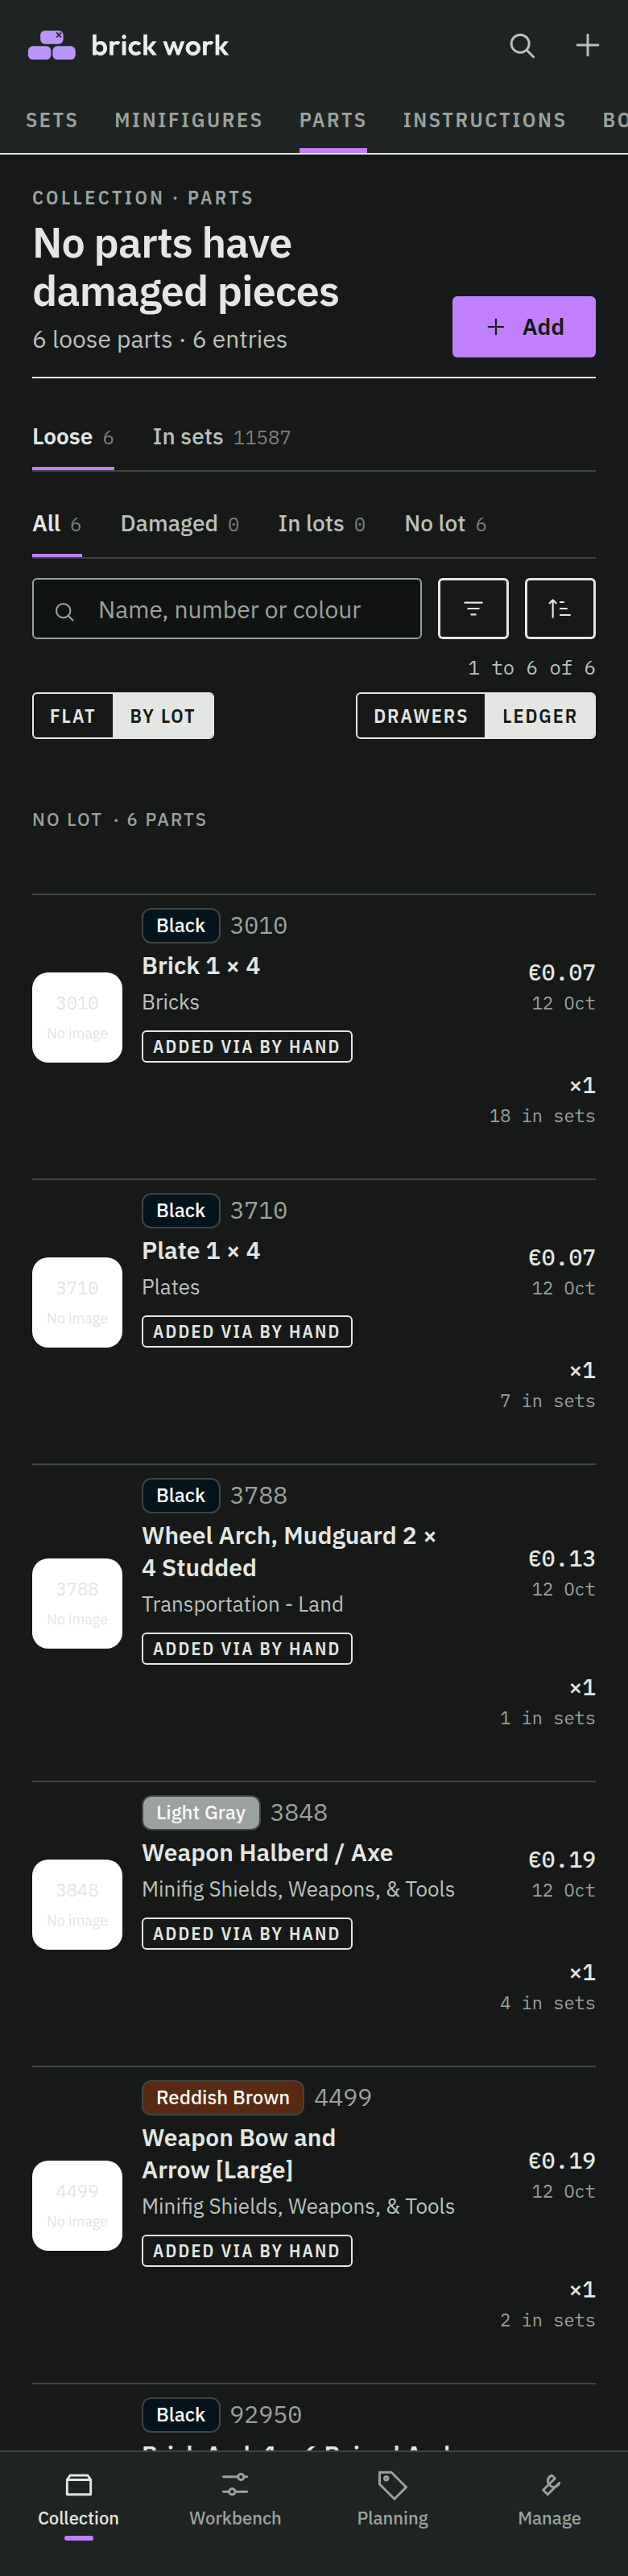 brick work
SETS MINIFIGURES PARTS INSTRUCTIONS BO
COLLECTION · PARTS
No parts have
damaged pieces
6 loose parts · 6 entries
+ Add
Loose 6 In sets 11587
All 6 Damaged 0 In lots 0 No lot 6
Name, number or colour
1 to 6 of 6
FLAT BY LOT DRAWERS LEDGER
NO LOT · 6 PARTS
Black 3010
Brick 1 × 4
Bricks
ADDED VIA BY HAND
3010
No image
€0.07
12 Oct
×1
18 in sets
Black 3710
Plate 1 × 4
Plates
ADDED VIA BY HAND
3710
No image
€0.07
12 Oct
×1
7 in sets
Black 3788
Wheel Arch, Mudguard 2 ×
4 Studded
Transportation - Land
ADDED VIA BY HAND
3788
No image
€0.13
12 Oct
×1
1 in sets
Light Gray 3848
Weapon Halberd / Axe
Minifig Shields, Weapons, & Tools
ADDED VIA BY HAND
3848
No image
€0.19
12 Oct
×1
4 in sets
Reddish Brown 4499
Weapon Bow and
Arrow [Large]
Minifig Shields, Weapons, & Tools
ADDED VIA BY HAND
4499
No image
€0.19
12 Oct
×1
2 in sets
Black 92950
Collection Workbench Planning Manage